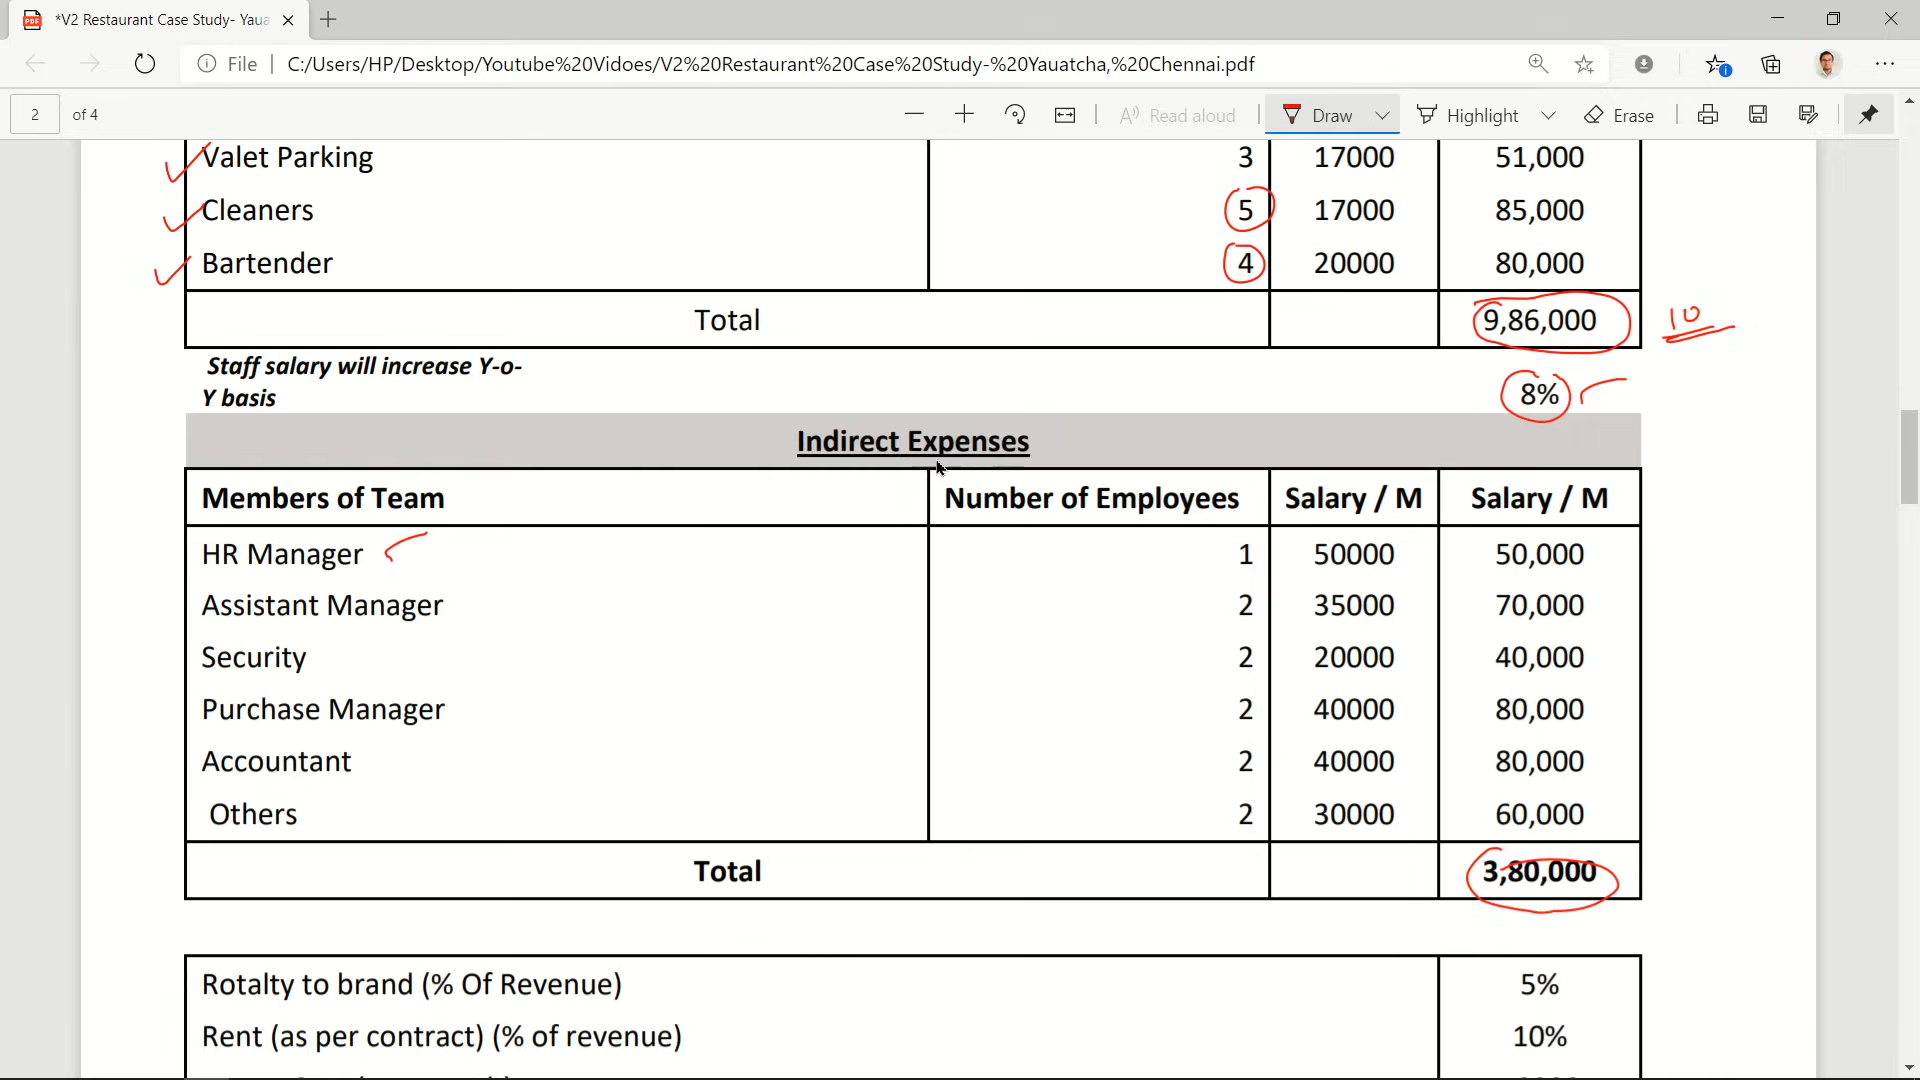 *V2 Restaurant Case Study- Yaua
File C:/Users/HP/Desktop/Youtube%20Vidoes/V2%20Restaurant%20Case%20Study-%20Yauatcha,%20Chennai.pdf
2 of 4 Read aloud Draw Highlight Erase
Valet Parking 3 17000 51,000
Cleaners 5 17000 85,000
Bartender 4 20000 80,000
Total 9,86,000 10
Staff salary will increase Y-o-
Y basis 8%
Indirect Expenses
Members of Team Number of Employees Salary / M Salary / M
HR Manager 1 50000 50,000
Assistant Manager 2 35000 70,000
Security 2 20000 40,000
Purchase Manager 2 40000 80,000
Accountant 2 40000 80,000
Others 2 30000 60,000
Total 3,80,000
Rotalty to brand (% Of Revenue) 5%
Rent (as per contract) (% of revenue) 10%